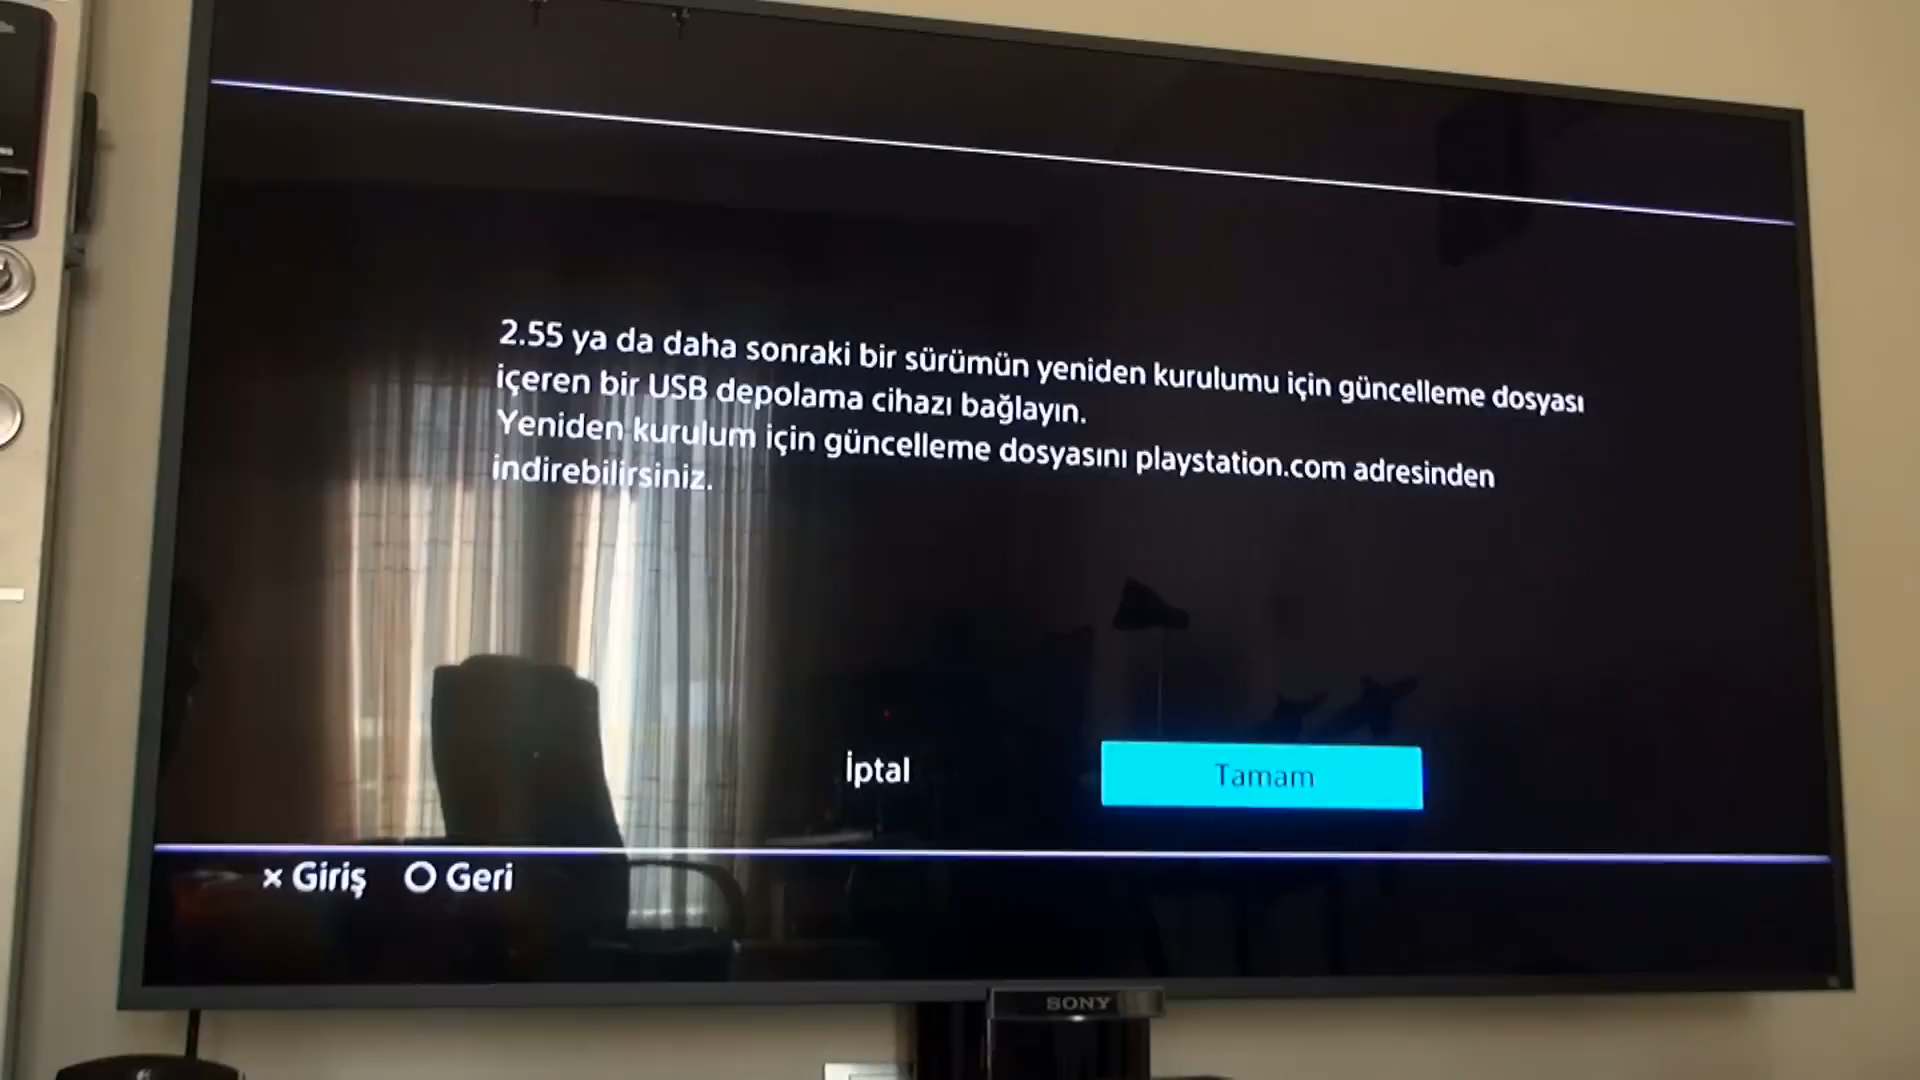 2.55 ya da daha sonraki bir sürümün yeniden kurulumu için güncelleme dosyası
içeren bir USB depolama cihazı bağlayın.
Yeniden kurulum için güncelleme dosyasını playstation.com adresinden
indirebilirsiniz.
İptal
Tamam
× Giriş O Geri
SONY